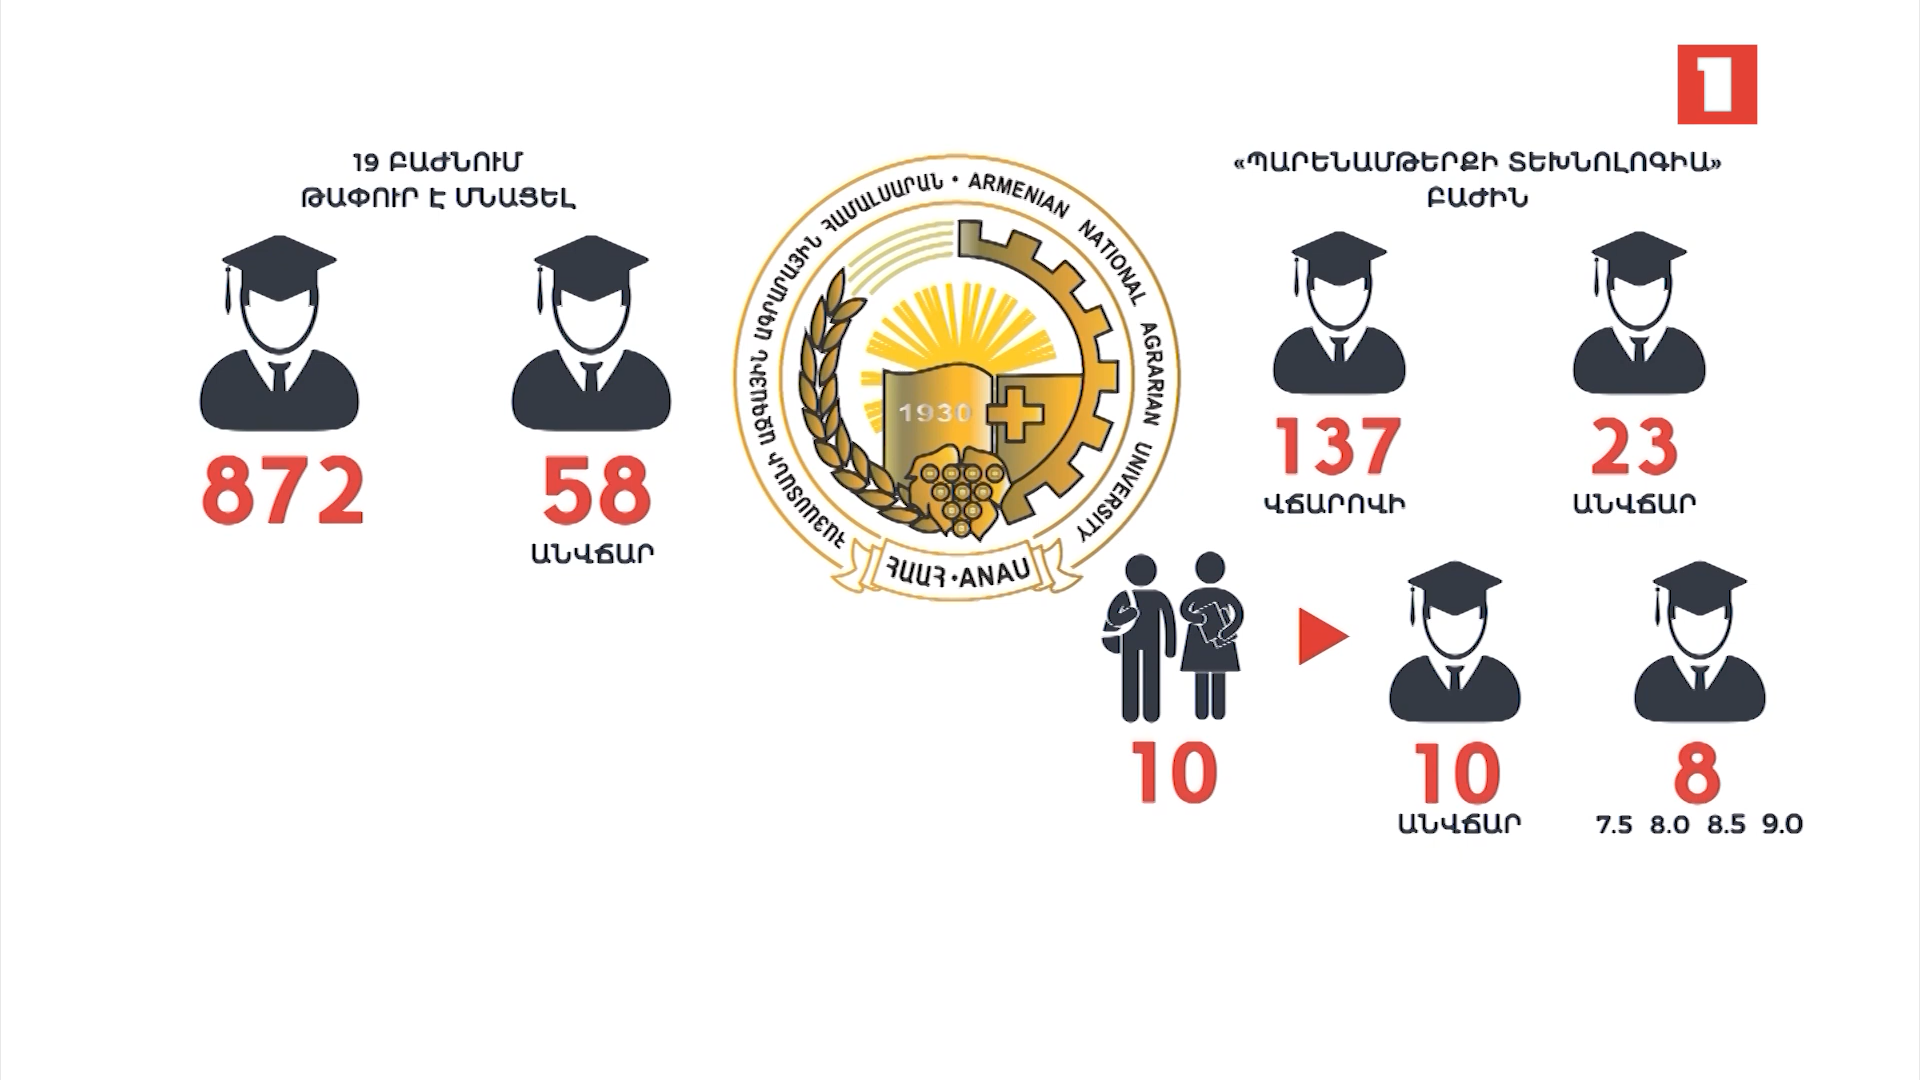 1
19 ԲԱԺՆՈՒՄ
ԹԱՓՈՒՐ Է ՄՆԱՑԵԼ
872
58
ԱՆՎՃԱՐ
ՀԱՅԱՍՏԱՆԻ ԱԶԳԱՅԻՆ ԱԳՐԱՐԱՅԻՆ ՀԱՄԱԼՍԱՐԱՆ • ARMENIAN NATIONAL AGRARIAN UNIVERSITY
1930
ՀԱԱՀ • ANAU
«ՊԱՐԵՆԱՄԹԵՐՔԻ ՏԵԽՆՈԼՈԳԻԱ»
ԲԱԺԻՆ
137
ՎՃԱՐՈՎԻ
23
ԱՆՎՃԱՐ
10
10
ԱՆՎՃԱՐ
8
7.5 8.0 8.5 9.0